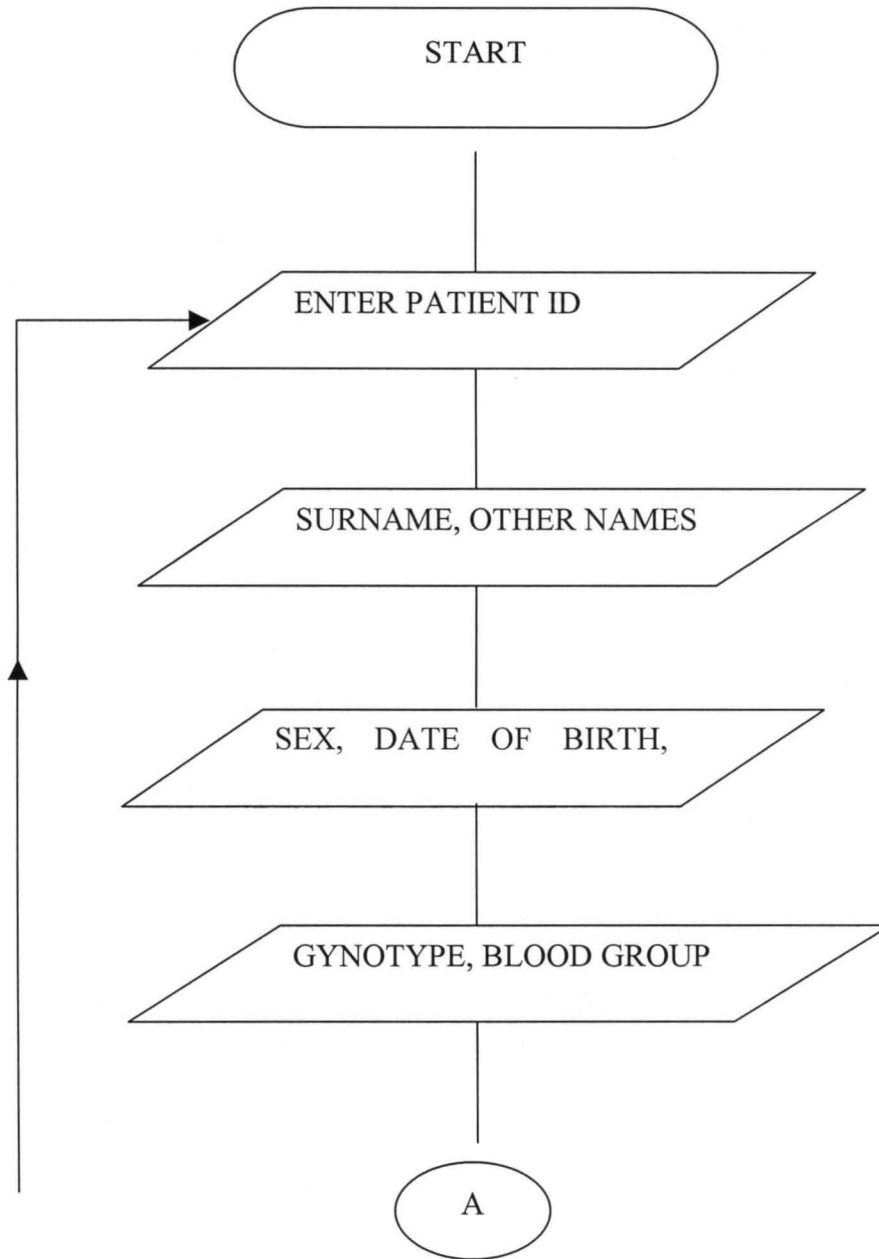 START
ENTER PATIENT ID
SURNAME, OTHER NAMES
SEX, DATE OF BIRTH,
GYNOTYPE, BLOOD GROUP
A